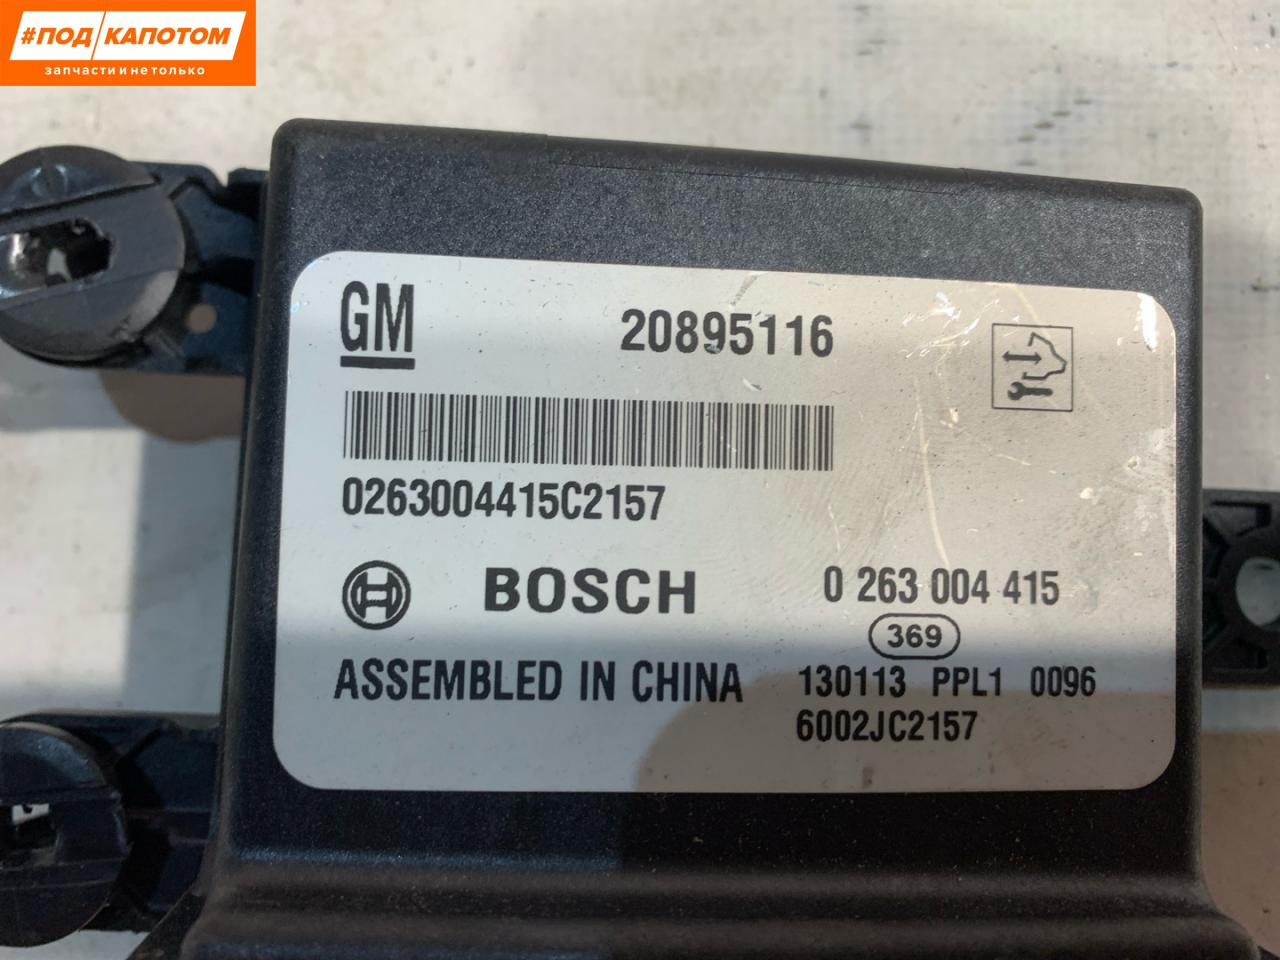 #ПОД КАПОТОМ
запчасти и не только
GM
20895116
0263004415C2157
BOSCH
0 263 004 415
369
ASSEMBLED IN CHINA
130113 PPL1 0096
6002JC2157